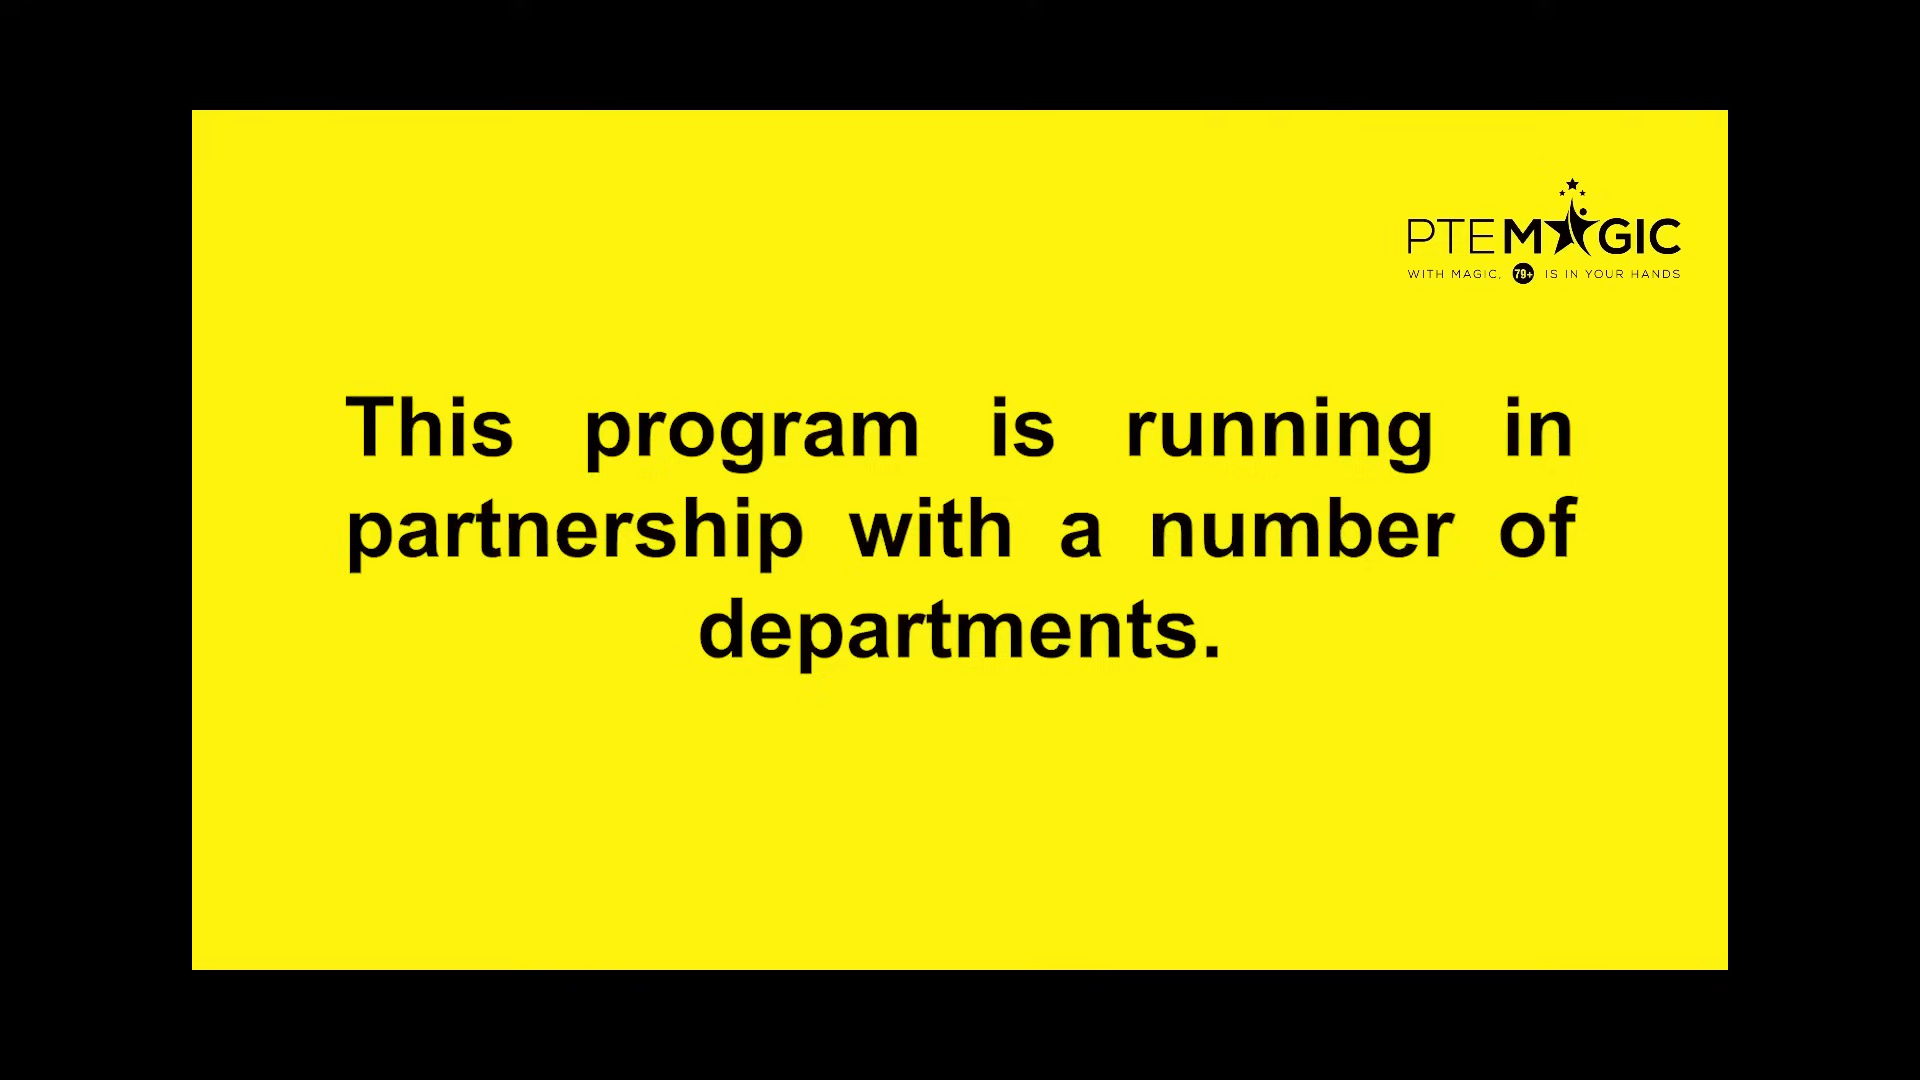 PTEMAGIC
WITH MAGIC, 79+ IS IN YOUR HANDS
This program is running in
partnership with a number of
departments.